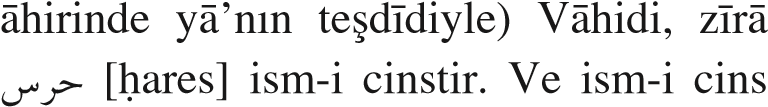 āhirinde yā’nın teşdīdiyle) Vāhidi, zīrā
حرس [ḥares] ism-i cinstir. Ve ism-i cins